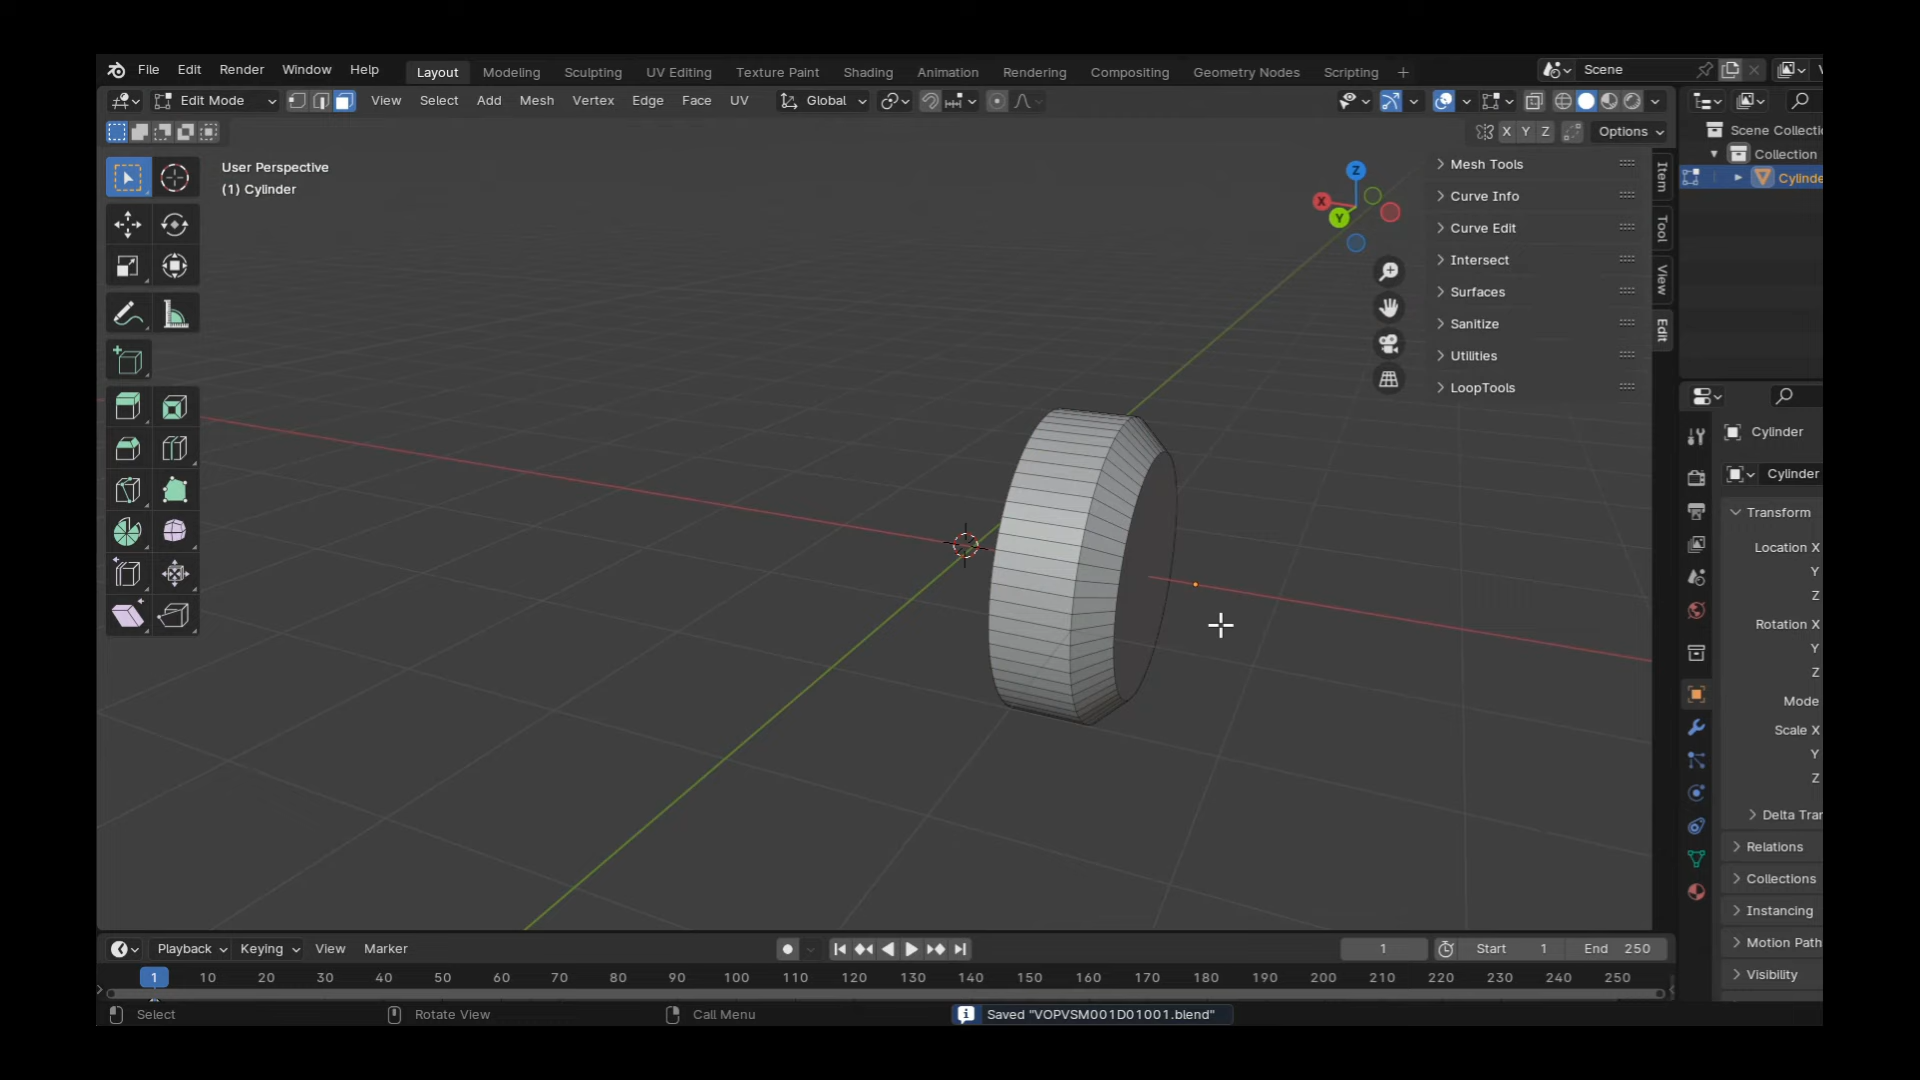 File Edit Render Window Help Layout Modeling Sculpting UV Editing Texture Paint Shading Animation Rendering Compositing Geometry Nodes Scripting + Scene
Edit Mode View Select Add Mesh Vertex Edge Face UV Global
X Y Z Options
User Perspective
(1) Cylinder
Z
X
Y
Mesh Tools
Curve Info
Curve Edit
Intersect
Surfaces
Sanitize
Utilities
LoopTools
Item
Tool
View
Edit
Scene Collecti
Collection
Cylinde
Cylinder
Cylinder
Transform
Location X
Y
Z
Rotation X
Y
Z
Mode
Scale X
Y
Z
Delta Tran
Relations
Collections
Instancing
Motion Path
Visibility
Playback Keying View Marker 1 Start 1 End 250
1 10 20 30 40 50 60 70 80 90 100 110 120 130 140 150 160 170 180 190 200 210 220 230 240 250
Select Rotate View Call Menu Saved "VOPVSM001D01001.blend"